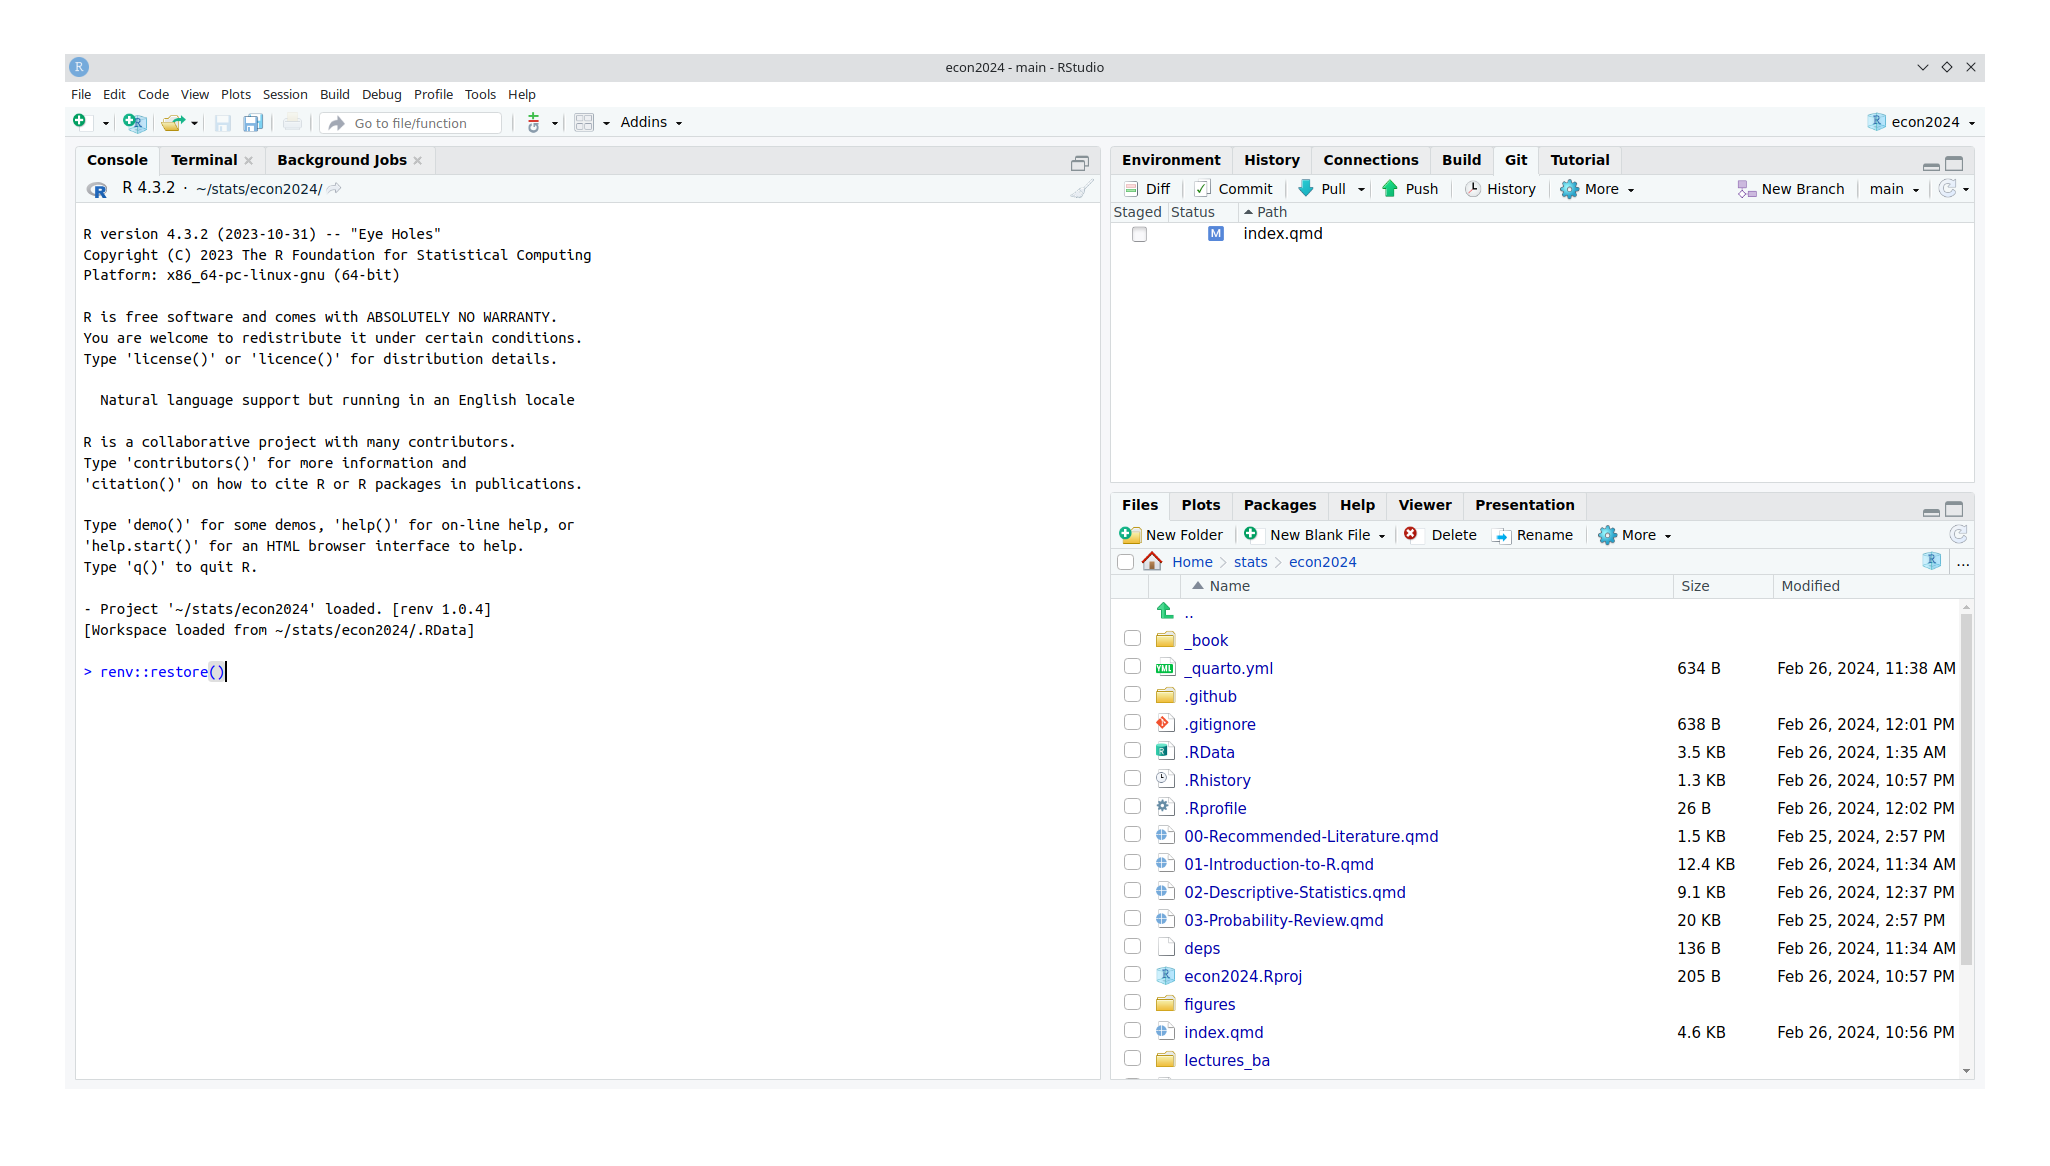 econ2024 - main - RStudio
File Edit Code View Plots Session Build Debug Profile Tools Help
Go to file/function Addins econ2024
Console Terminal Background Jobs
R 4.3.2 · ~/stats/econ2024/
R version 4.3.2 (2023-10-31) -- "Eye Holes"
Copyright (C) 2023 The R Foundation for Statistical Computing
Platform: x86_64-pc-linux-gnu (64-bit)
R is free software and comes with ABSOLUTELY NO WARRANTY.
You are welcome to redistribute it under certain conditions.
Type 'license()' or 'licence()' for distribution details.
Natural language support but running in an English locale
R is a collaborative project with many contributors.
Type 'contributors()' for more information and
'citation()' on how to cite R or R packages in publications.
Type 'demo()' for some demos, 'help()' for on-line help, or
'help.start()' for an HTML browser interface to help.
Type 'q()' to quit R.
- Project '~/stats/econ2024' loaded. [renv 1.0.4]
[Workspace loaded from ~/stats/econ2024/.RData]
> renv::restore()
Environment History Connections Build Git Tutorial
Diff Commit Pull Push History More New Branch main
Staged Status Path
M index.qmd
Files Plots Packages Help Viewer Presentation
New Folder New Blank File Delete Rename More
Home stats econ2024 ...
Name Size Modified
..
_book
_quarto.yml 634 B Feb 26, 2024, 11:38 AM
.github
.gitignore 638 B Feb 26, 2024, 12:01 PM
.RData 3.5 KB Feb 26, 2024, 1:35 AM
.Rhistory 1.3 KB Feb 26, 2024, 10:57 PM
.Rprofile 26 B Feb 26, 2024, 12:02 PM
00-Recommended-Literature.qmd 1.5 KB Feb 25, 2024, 2:57 PM
01-Introduction-to-R.qmd 12.4 KB Feb 26, 2024, 11:34 AM
02-Descriptive-Statistics.qmd 9.1 KB Feb 26, 2024, 12:37 PM
03-Probability-Review.qmd 20 KB Feb 25, 2024, 2:57 PM
deps 136 B Feb 26, 2024, 11:34 AM
econ2024.Rproj 205 B Feb 26, 2024, 10:57 PM
figures
index.qmd 4.6 KB Feb 26, 2024, 10:56 PM
lectures_ba